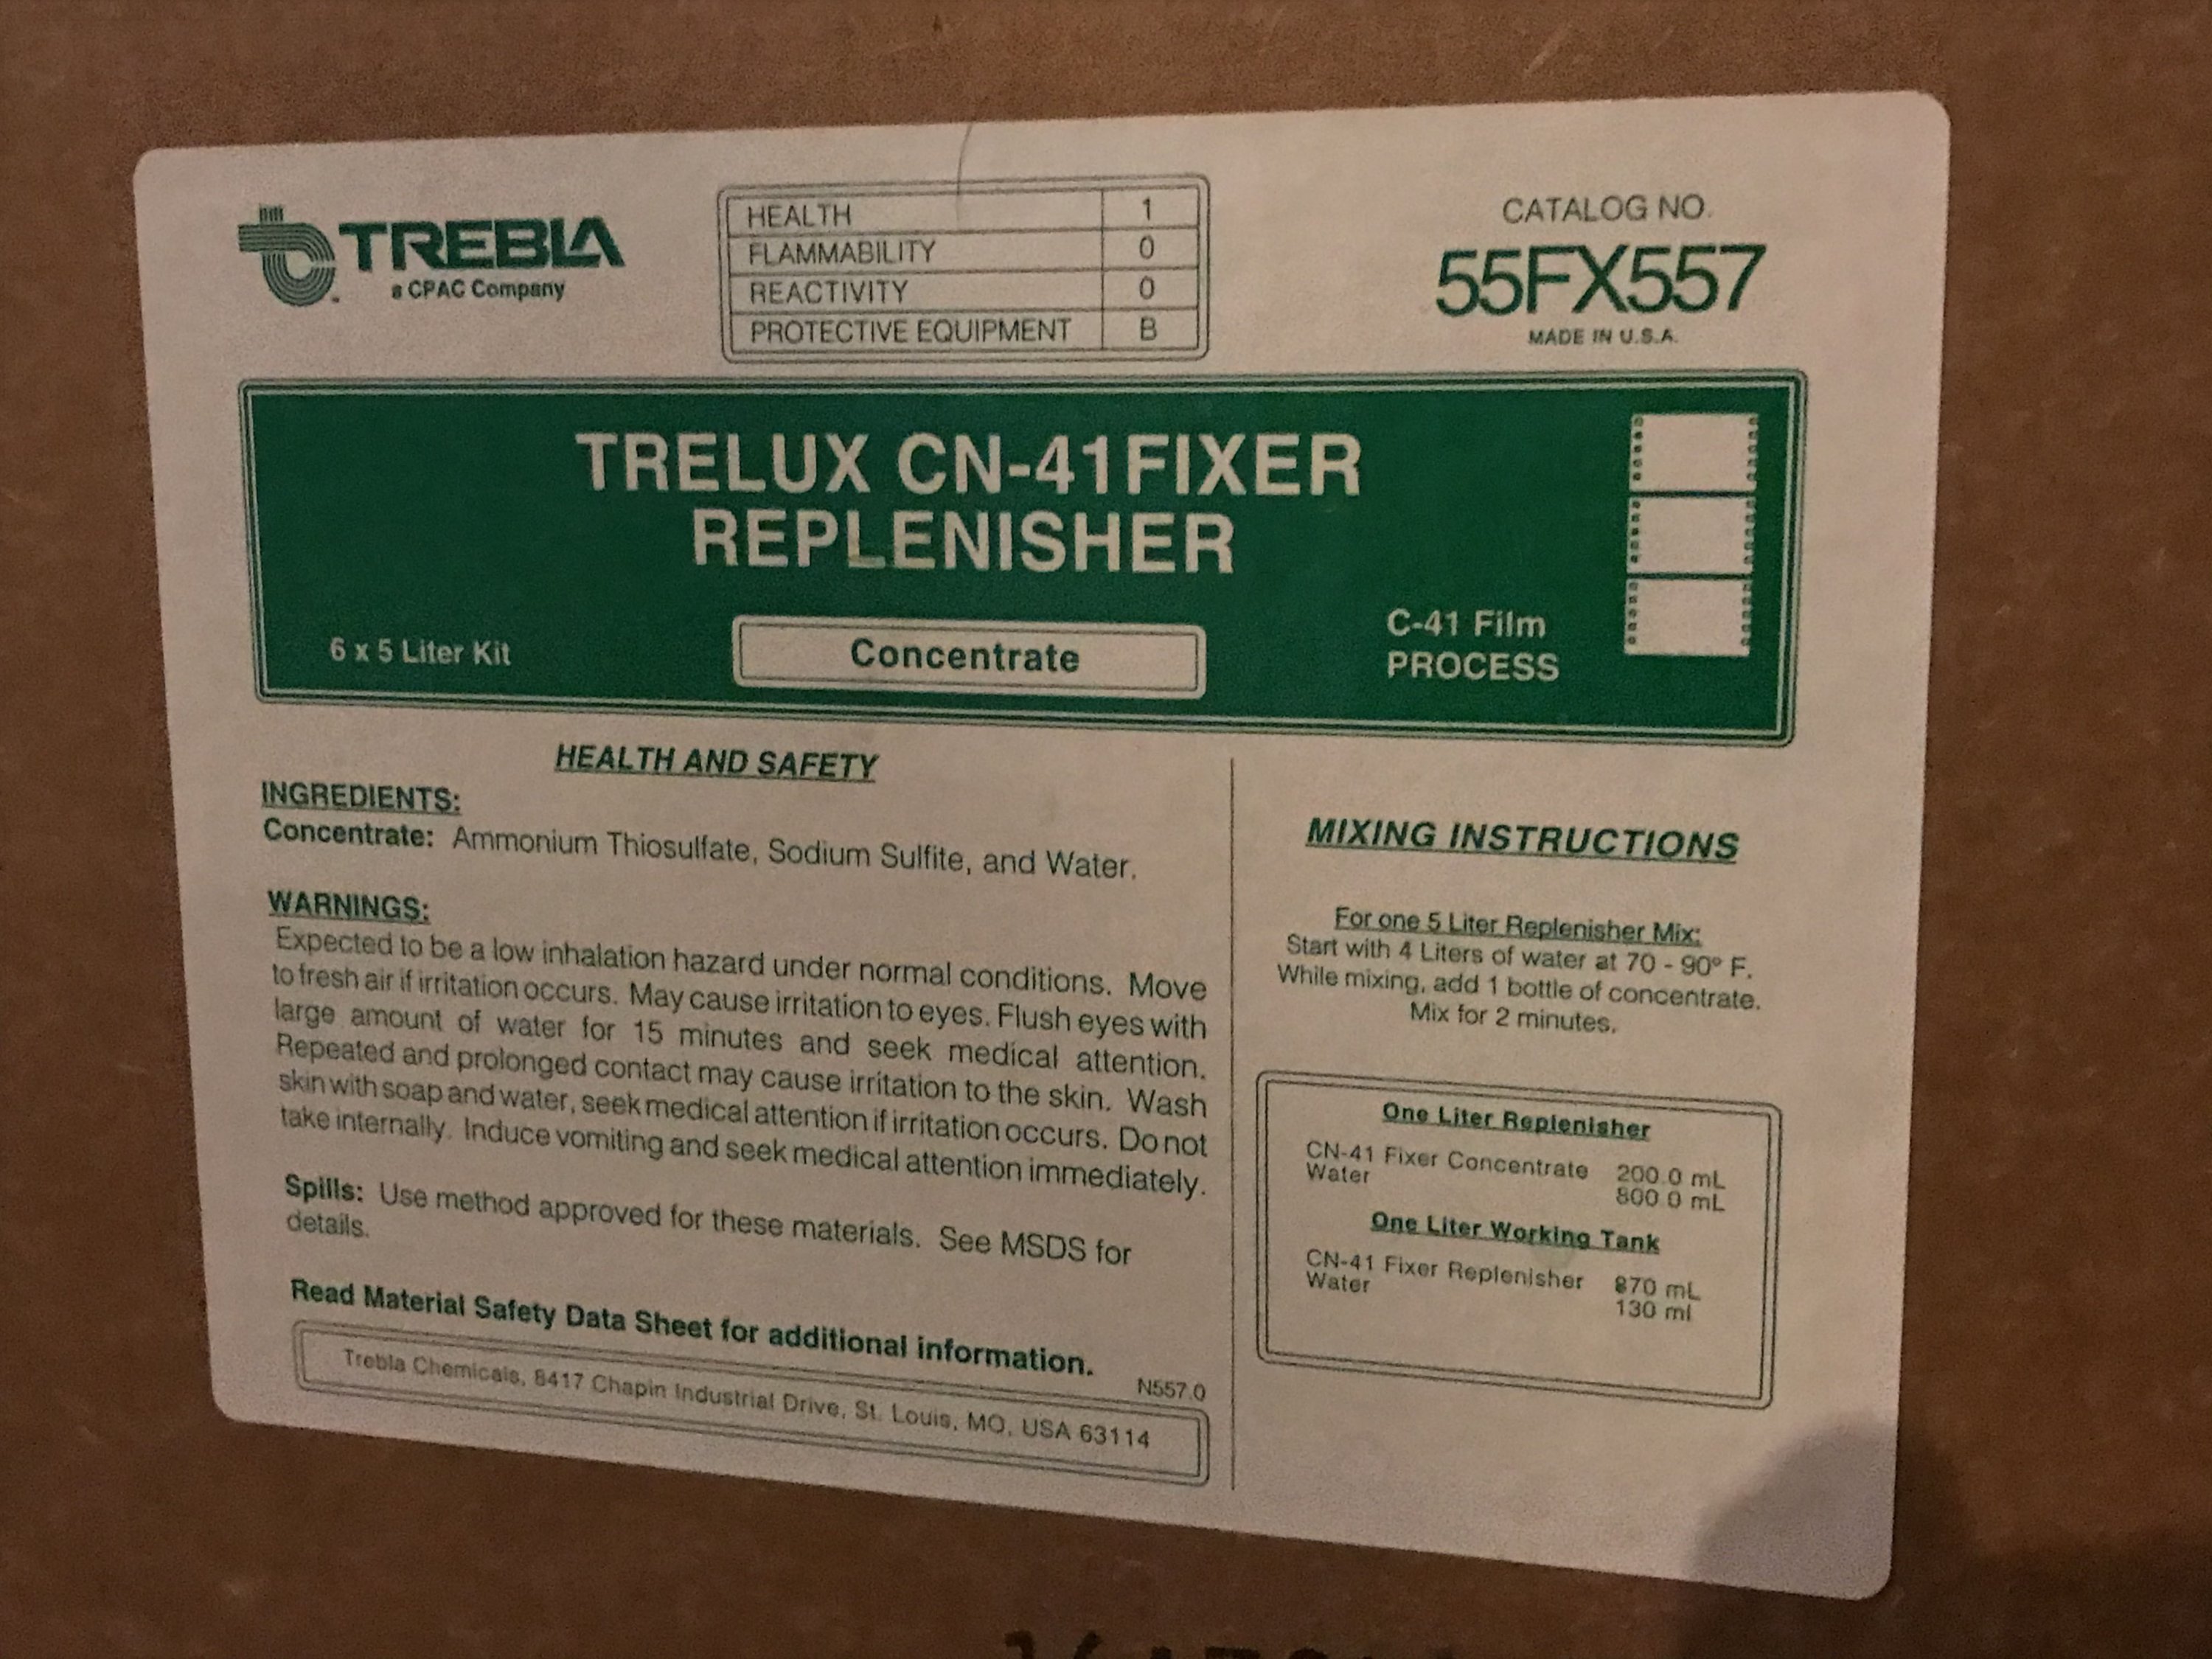 TREBLA
a CPAC Company
HEALTH 1
FLAMMABILITY 0
REACTIVITY 0
PROTECTIVE EQUIPMENT B
CATALOG NO.
55FX557
MADE IN U.S.A.
TRELUX CN-41FIXER
REPLENISHER
6 x 5 Liter Kit
Concentrate
C-41 Film
PROCESS
HEALTH AND SAFETY
INGREDIENTS:
Concentrate: Ammonium Thiosulfate, Sodium Sulfite, and Water.
WARNINGS:
Expected to be a low inhalation hazard under normal conditions. Move
to fresh air if irritation occurs. May cause irritation to eyes. Flush eyes with
large amount of water for 15 minutes and seek medical attention.
Repeated and prolonged contact may cause irritation to the skin. Wash
skin with soap and water, seek medical attention if irritation occurs. Do not
take internally. Induce vomiting and seek medical attention immediately.
Spills: Use method approved for these materials. See MSDS for
details.
Read Material Safety Data Sheet for additional information.
N557.0
Trebla Chemicals, 8417 Chapin Industrial Drive, St. Louis, MO, USA 63114
MIXING INSTRUCTIONS
For one 5 Liter Replenisher Mix:
Start with 4 Liters of water at 70 - 90° F.
While mixing, add 1 bottle of concentrate.
Mix for 2 minutes.
One Liter Replenisher
CN-41 Fixer Concentrate 200.0 mL
Water 800.0 mL
One Liter Working Tank
CN-41 Fixer Replenisher 870 mL
Water 130 ml